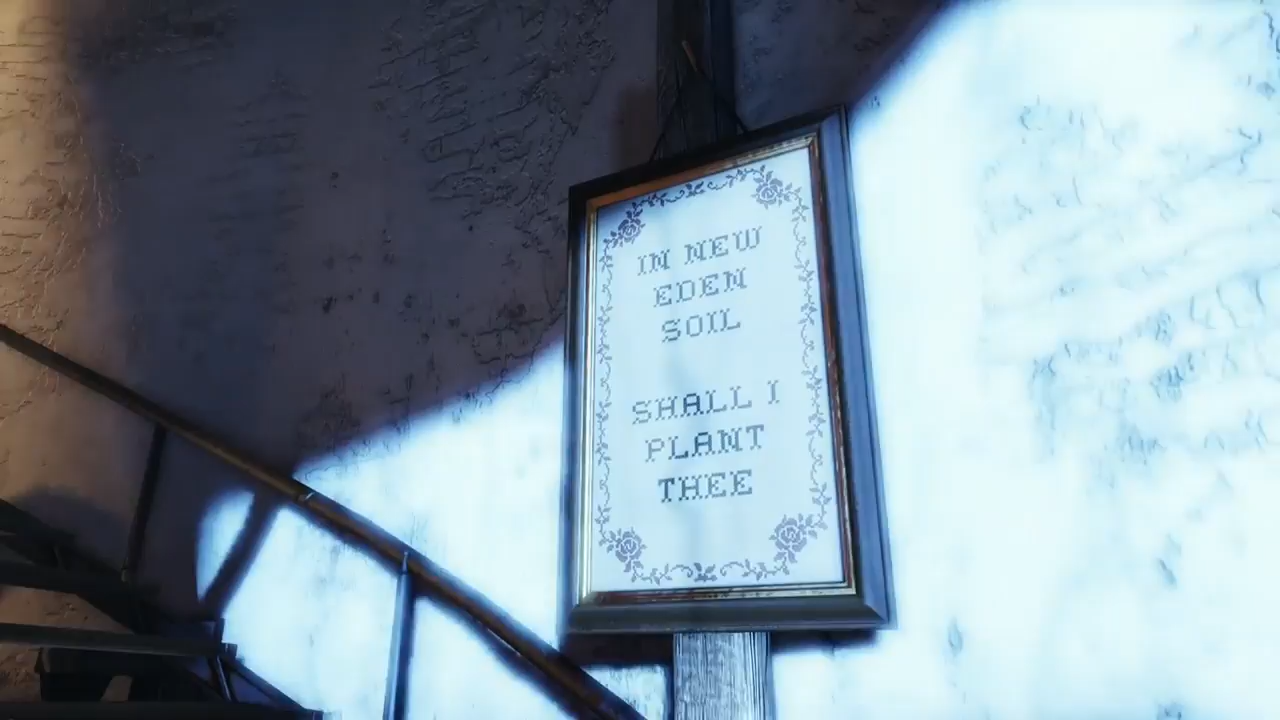 IN NEW
EDEN
SOIL
SHALL I
PLANT
THEE